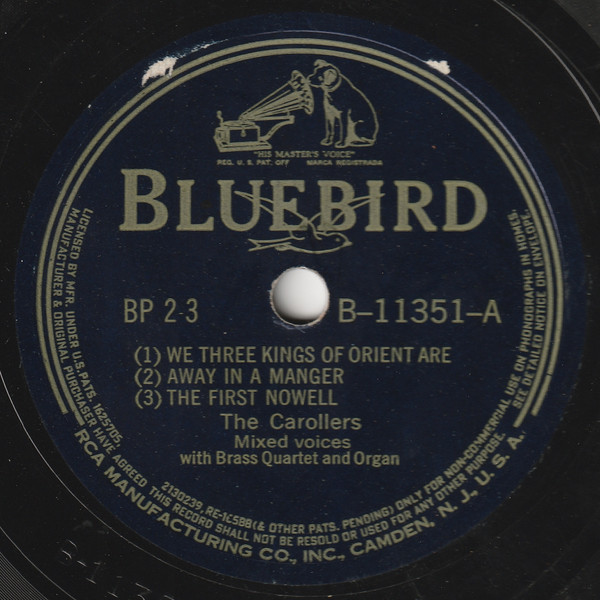 "HIS MASTER'S VOICE"
REG. U. S. PAT. OFF MARCA REGISTRADA
BLUEBIRD
BP 2-3
B-11351-A
(1) WE THREE KINGS OF ORIENT ARE
(2) AWAY IN A MANGER
(3) THE FIRST NOWELL
The Carollers
Mixed voices
with Brass Quartet and Organ
LICENSED BY MFR. UNDER U.S. PATS. 1625705, 2130239, RE-16588 (& OTHER PATS. PENDING) ONLY FOR NON-COMMERCIAL USE ON PHONOGRAPHS IN HOMES.
MANUFACTURER & ORIGINAL PURCHASER HAVE AGREED THIS RECORD SHALL NOT BE RESOLD OR USED FOR ANY OTHER PURPOSE. SEE DETAILED NOTICE ON ENVELOPE.
RCA MANUFACTURING CO., INC., CAMDEN, N. J., U. S. A.